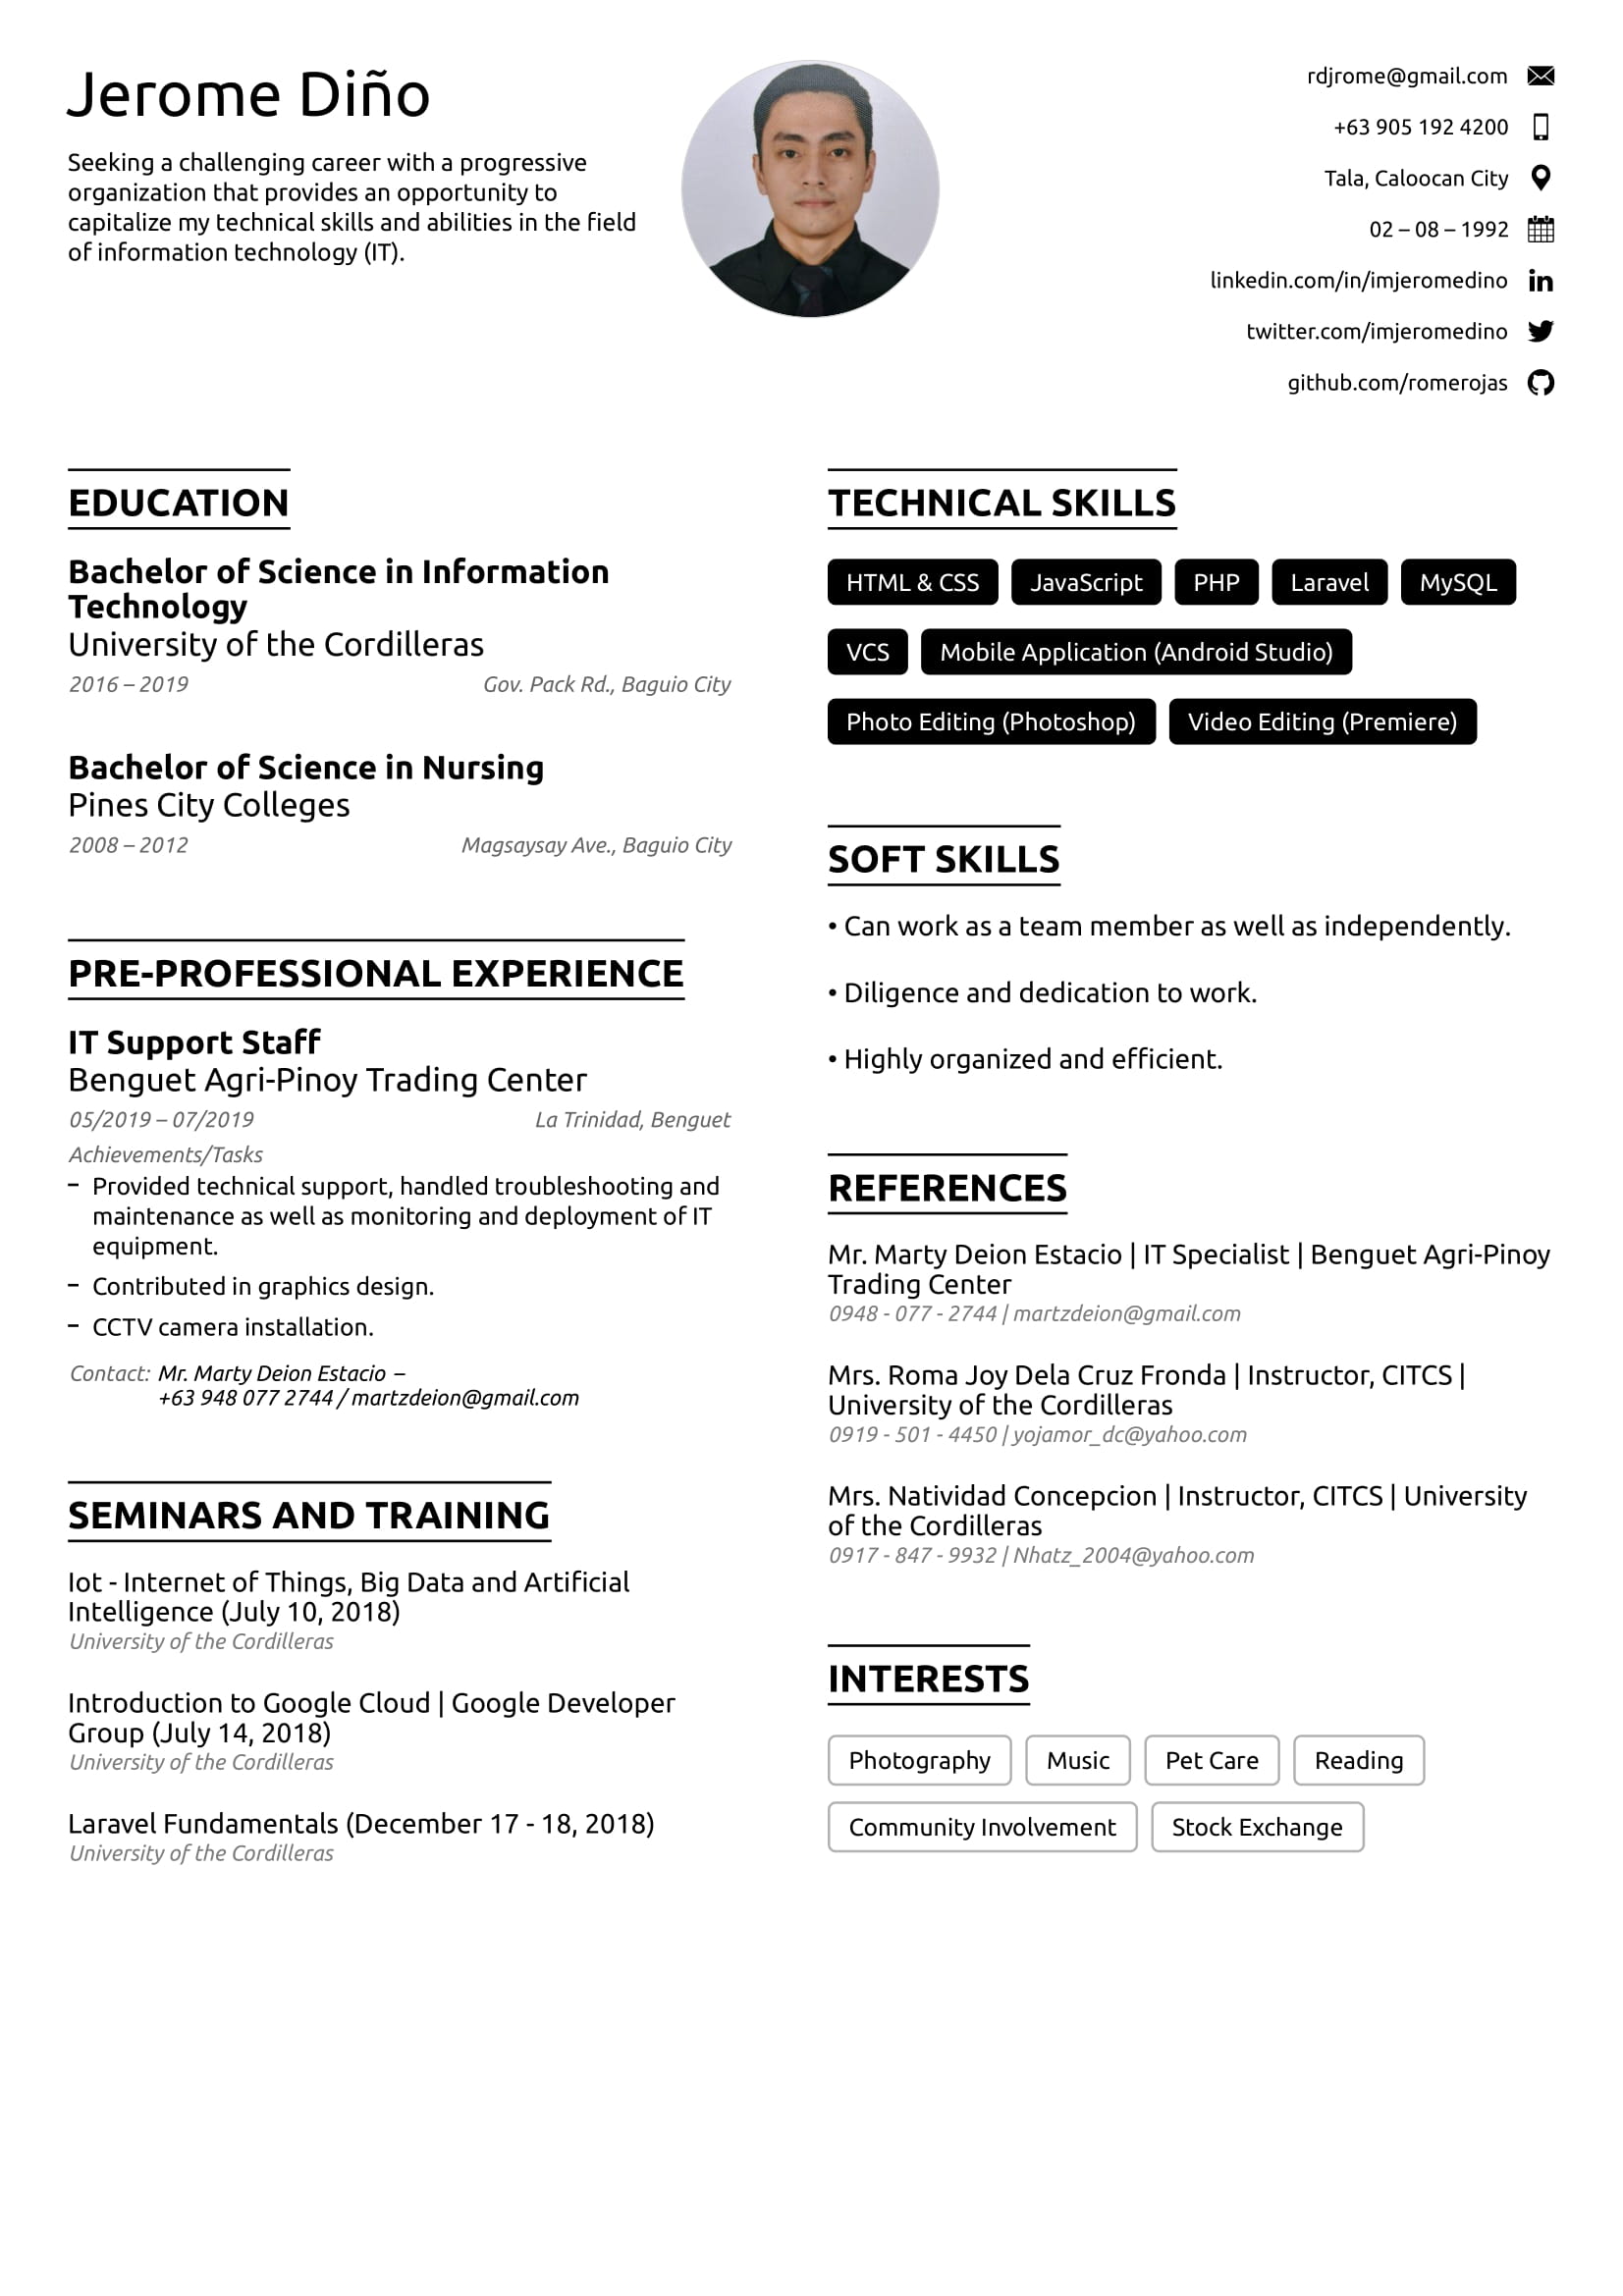 Jerome Diño
Seeking a challenging career with a progressive
organization that provides an opportunity to
capitalize my technical skills and abilities in the field
of information technology (IT).
rdjrome@gmail.com
+63 905 192 4200
Tala, Caloocan City
02 – 08 – 1992
linkedin.com/in/imjeromedino
twitter.com/imjeromedino
github.com/romerojas
EDUCATION
Bachelor of Science in Information
Technology
University of the Cordilleras
2016 – 2019 Gov. Pack Rd., Baguio City
Bachelor of Science in Nursing
Pines City Colleges
2008 – 2012 Magsaysay Ave., Baguio City
PRE-PROFESSIONAL EXPERIENCE
IT Support Staff
Benguet Agri-Pinoy Trading Center
05/2019 – 07/2019 La Trinidad, Benguet
Achievements/Tasks
– Provided technical support, handled troubleshooting and
maintenance as well as monitoring and deployment of IT
equipment.
– Contributed in graphics design.
– CCTV camera installation.
Contact: Mr. Marty Deion Estacio –
+63 948 077 2744 / martzdeion@gmail.com
SEMINARS AND TRAINING
Iot - Internet of Things, Big Data and Artificial
Intelligence (July 10, 2018)
University of the Cordilleras
Introduction to Google Cloud | Google Developer
Group (July 14, 2018)
University of the Cordilleras
Laravel Fundamentals (December 17 - 18, 2018)
University of the Cordilleras
TECHNICAL SKILLS
HTML & CSS JavaScript PHP Laravel MySQL
VCS Mobile Application (Android Studio)
Photo Editing (Photoshop) Video Editing (Premiere)
SOFT SKILLS
• Can work as a team member as well as independently.
• Diligence and dedication to work.
• Highly organized and efficient.
REFERENCES
Mr. Marty Deion Estacio | IT Specialist | Benguet Agri-Pinoy
Trading Center
0948 - 077 - 2744 | martzdeion@gmail.com
Mrs. Roma Joy Dela Cruz Fronda | Instructor, CITCS |
University of the Cordilleras
0919 - 501 - 4450 | yojamor_dc@yahoo.com
Mrs. Natividad Concepcion | Instructor, CITCS | University
of the Cordilleras
0917 - 847 - 9932 | Nhatz_2004@yahoo.com
INTERESTS
Photography Music Pet Care Reading
Community Involvement Stock Exchange